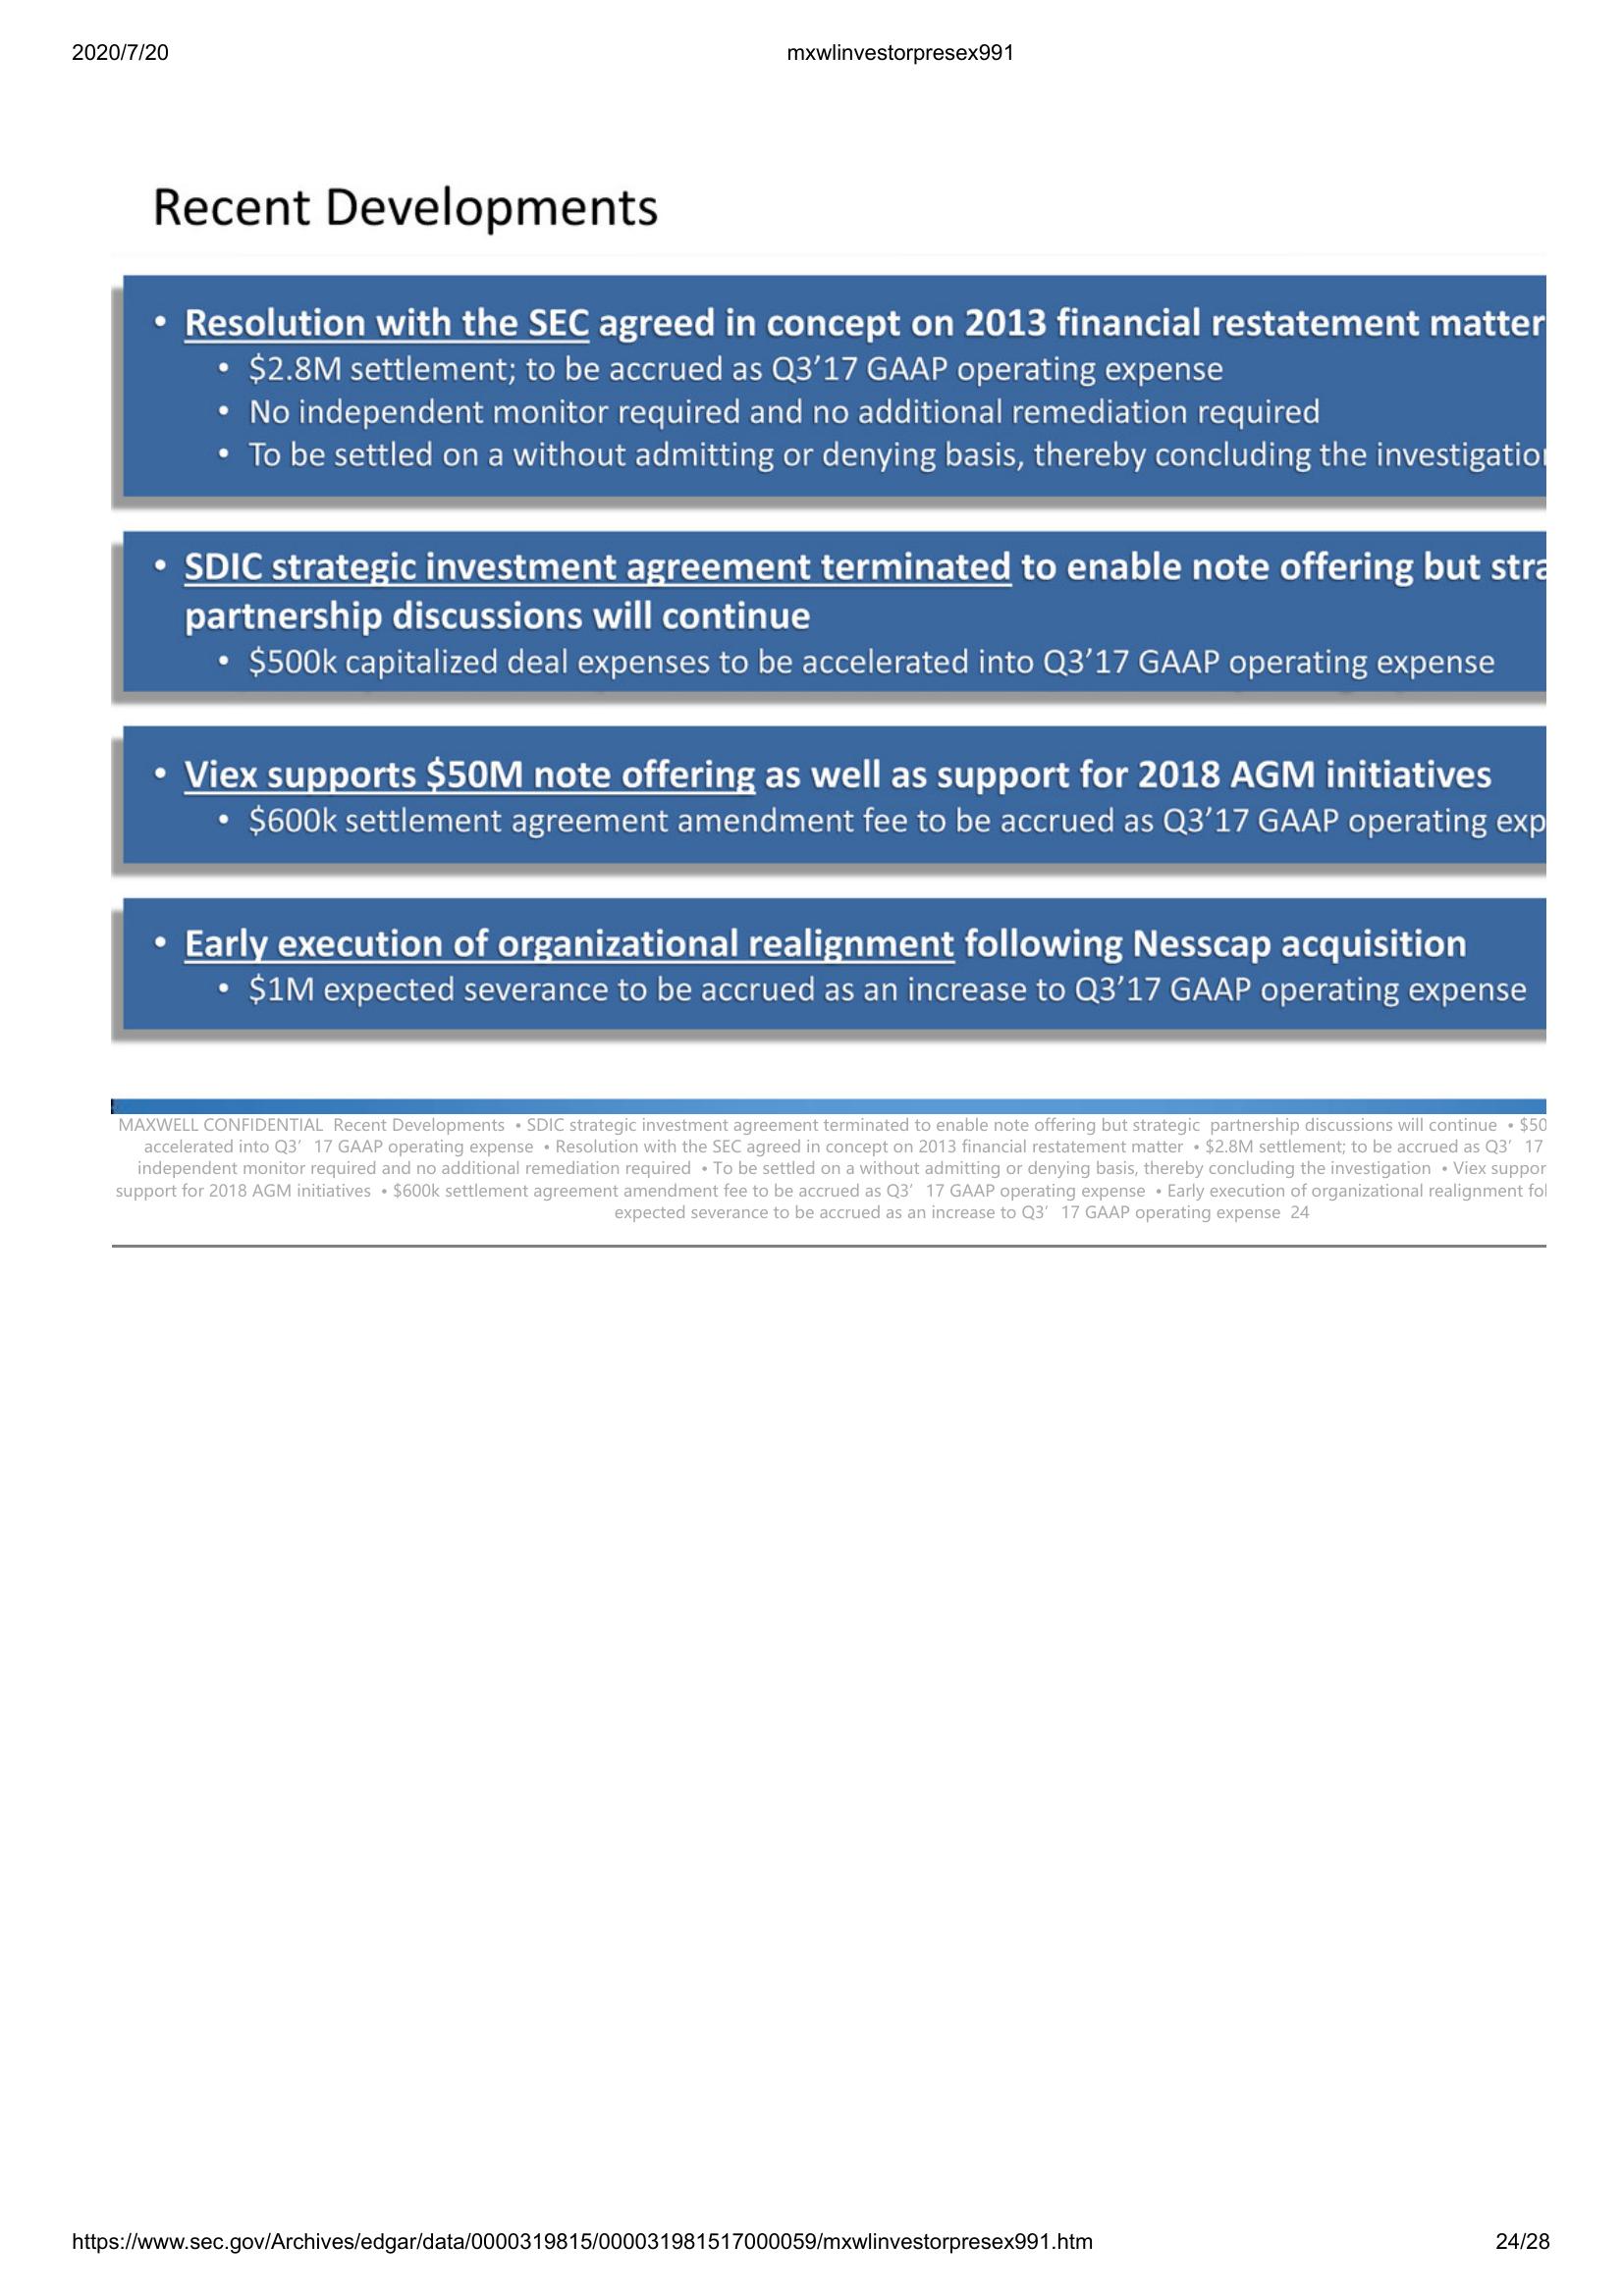 2020/7/20 mxwlinvestorpresex991
Recent Developments
• Resolution with the SEC agreed in concept on 2013 financial restatement matter
• $2.8M settlement; to be accrued as Q3’17 GAAP operating expense
• No independent monitor required and no additional remediation required
• To be settled on a without admitting or denying basis, thereby concluding the
• SDIC strategic investment agreement terminated to enable note offering but
partnership discussions will continue
• $500k capitalized deal expenses to be accelerated into Q3’17 GAAP operating expense
• Viex supports $50M note offering as well as support for 2018 AGM initiatives
• $600k settlement agreement amendment fee to be accrued as Q3’17 GAAP operating
• Early execution of organizational realignment following Nesscap acquisition
• $1M expected severance to be accrued as an increase to Q3’17 GAAP operating expense
MAXWELL CONFIDENTIAL Recent Developments • SDIC strategic investment agreement terminated to enable note offering but strategic partnership discussions will continue •
accelerated into Q3’ 17 GAAP operating expense • Resolution with the SEC agreed in concept on 2013 financial restatement matter • $2.8M settlement; to be accrued as Q3’ 17
independent monitor required and no additional remediation required • To be settled on a without admitting or denying basis, thereby concluding the investigation • Viex
support for 2018 AGM initiatives • $600k settlement agreement amendment fee to be accrued as Q3’ 17 GAAP operating expense • Early execution of organizational realignment
expected severance to be accrued as an increase to Q3’ 17 GAAP operating expense 24
https://www.sec.gov/Archives/edgar/data/0000319815/000031981517000059/mxwlinvestorpresex991.htm 24/28